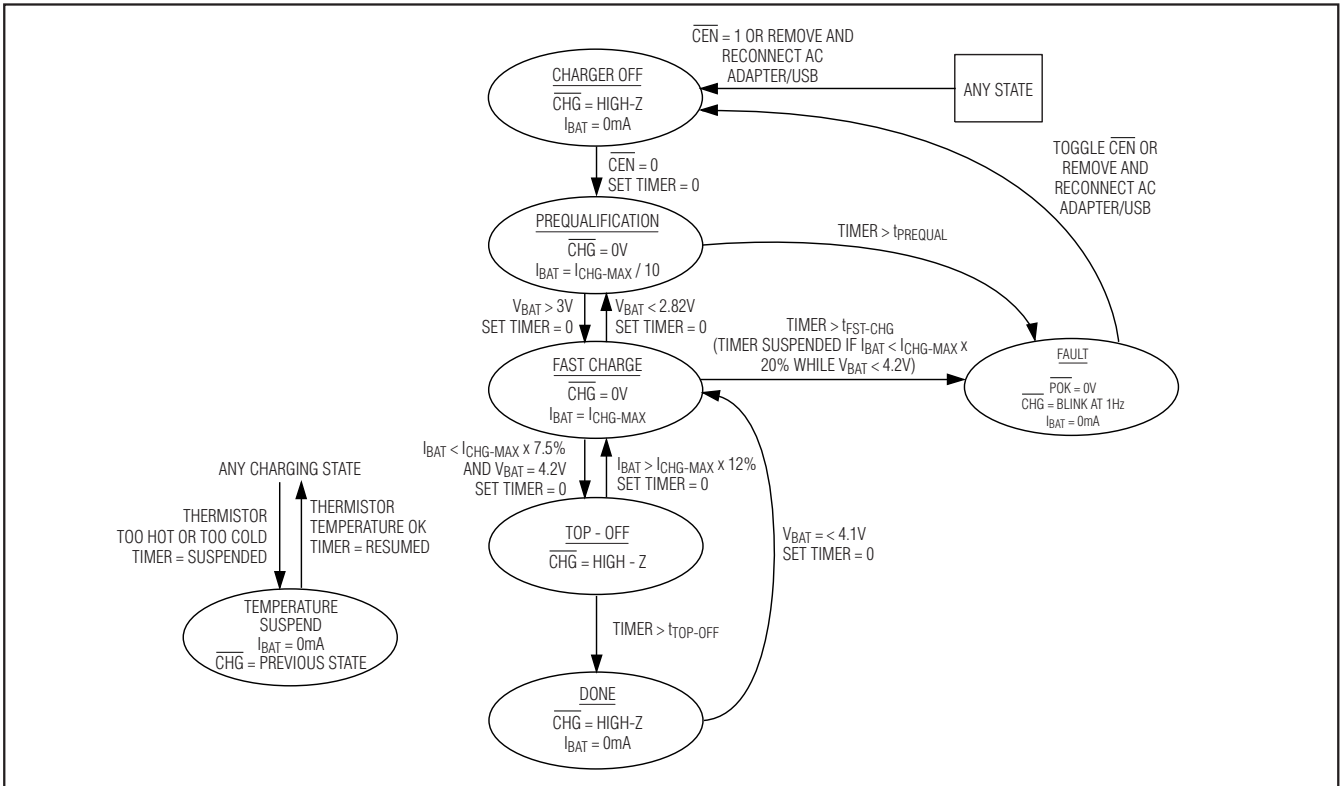 CEN = 1 OR REMOVE AND
RECONNECT AC
ADAPTER/USB
ANY STATE
CHARGER OFF
CHG = HIGH-Z
IBAT = 0mA
TOGGLE CEN OR
REMOVE AND
RECONNECT AC
ADAPTER/USB
CEN = 0
SET TIMER = 0
PREQUALIFICATION
CHG = 0V
IBAT = ICHG-MAX / 10
TIMER > tPREQUAL
VBAT > 3V
SET TIMER = 0
VBAT < 2.82V
SET TIMER = 0
TIMER > tFST-CHG
(TIMER SUSPENDED IF IBAT < ICHG-MAX x
20% WHILE VBAT < 4.2V)
FAST CHARGE
CHG = 0V
IBAT = ICHG-MAX
FAULT
POK = 0V
CHG = BLINK AT 1Hz
IBAT = 0mA
IBAT < ICHG-MAX x 7.5%
AND VBAT = 4.2V
SET TIMER = 0
IBAT > ICHG-MAX x 12%
SET TIMER = 0
ANY CHARGING STATE
THERMISTOR
TOO HOT OR TOO COLD
TIMER = SUSPENDED
THERMISTOR
TEMPERATURE OK
TIMER = RESUMED
TOP - OFF
CHG = HIGH - Z
VBAT = < 4.1V
SET TIMER = 0
TEMPERATURE
SUSPEND
IBAT = 0mA
CHG = PREVIOUS STATE
TIMER > tTOP-OFF
DONE
CHG = HIGH-Z
IBAT = 0mA